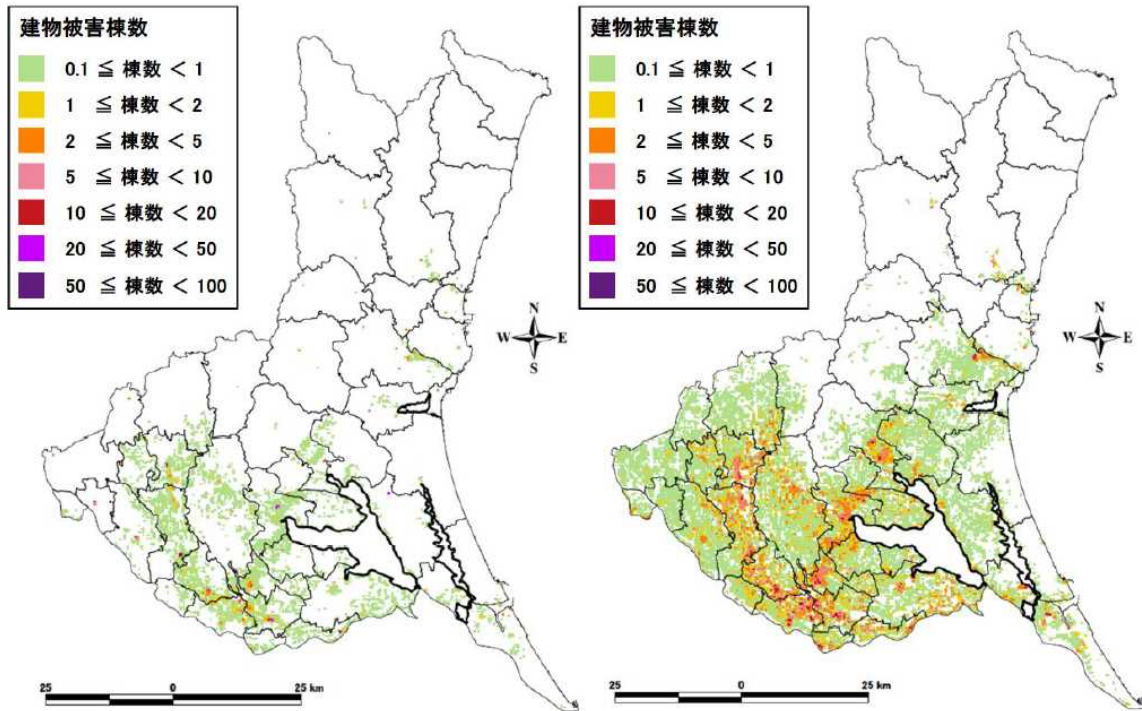 建物被害棟数
0.1 ≦ 棟数 < 1
1 ≦ 棟数 < 2
2 ≦ 棟数 < 5
5 ≦ 棟数 < 10
10 ≦ 棟数 < 20
20 ≦ 棟数 < 50
50 ≦ 棟数 < 100
N
W E
S
25 0 25 km
建物被害棟数
0.1 ≦ 棟数 < 1
1 ≦ 棟数 < 2
2 ≦ 棟数 < 5
5 ≦ 棟数 < 10
10 ≦ 棟数 < 20
20 ≦ 棟数 < 50
50 ≦ 棟数 < 100
N
W E
S
25 0 25 km